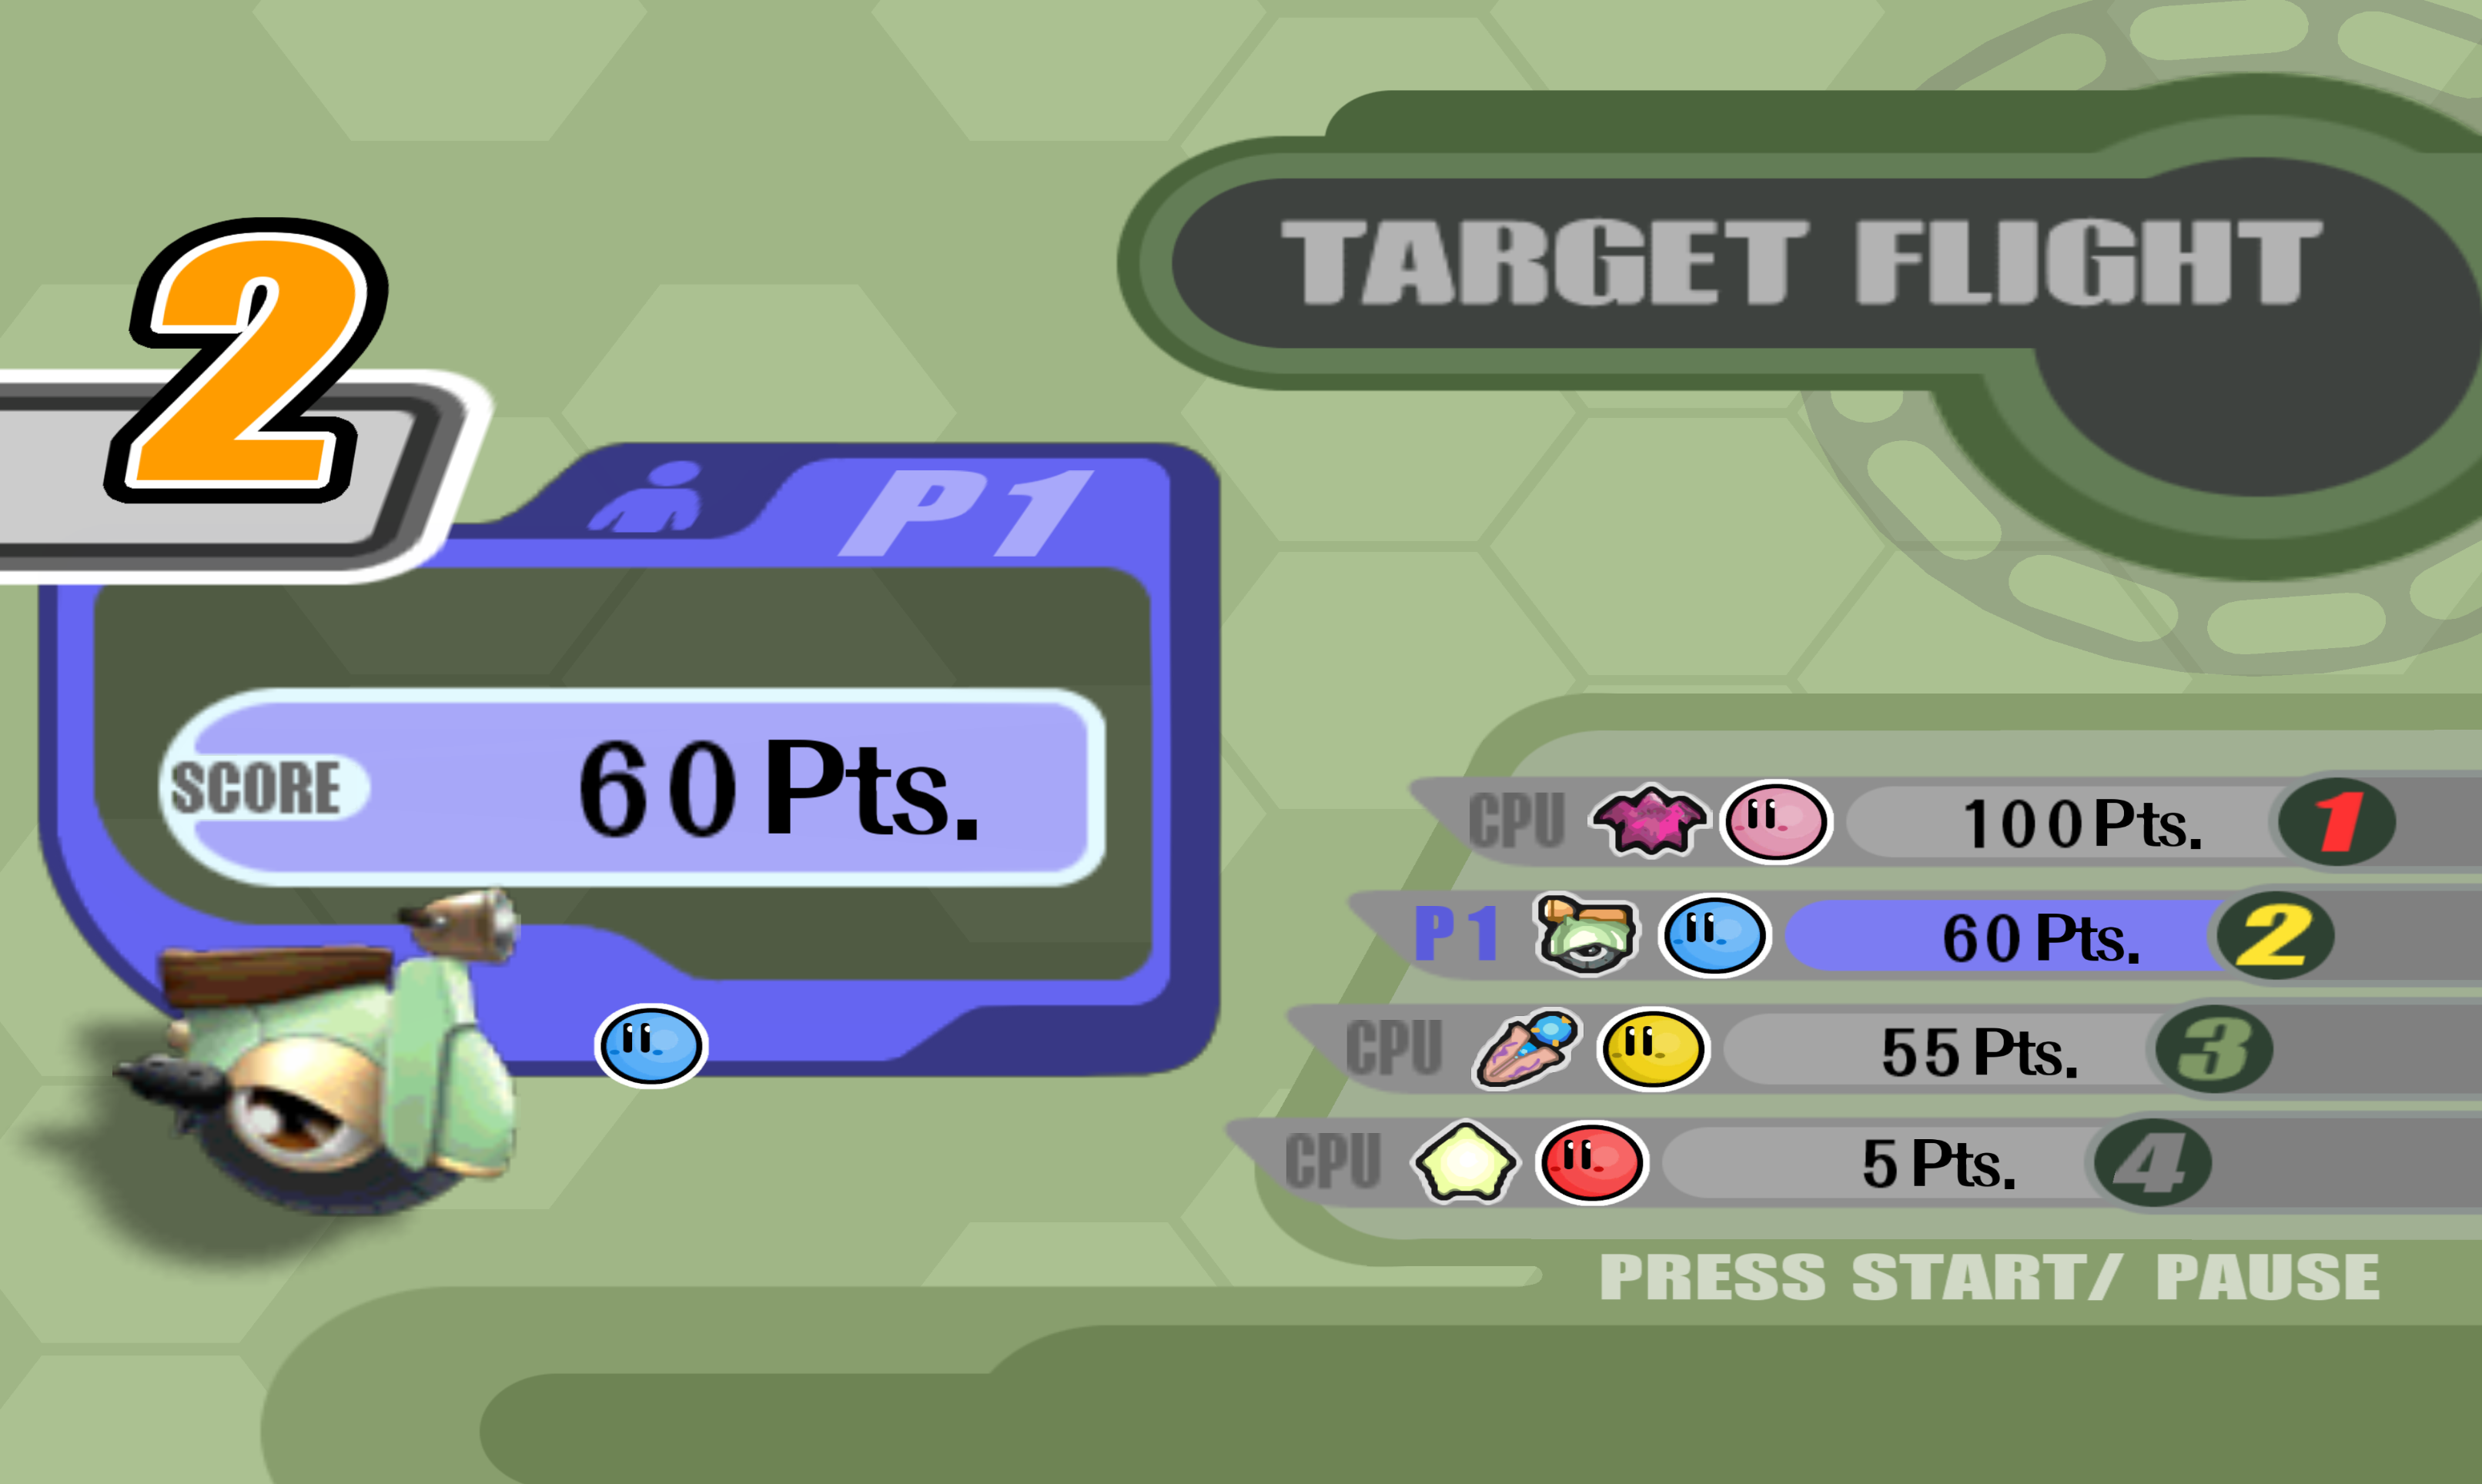 TARGET FLIGHT
2
P1
SCORE 60 Pts.
CPU 100 Pts. 1
P1 60 Pts. 2
CPU 55 Pts. 3
CPU 5 Pts. 4
PRESS START/ PAUSE